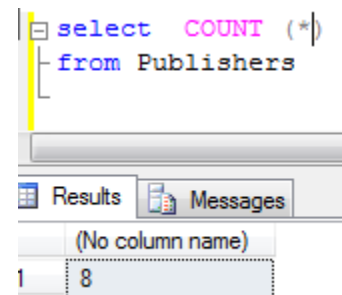 select COUNT (*)
from Publishers
Results Messages
(No column name)
1 8